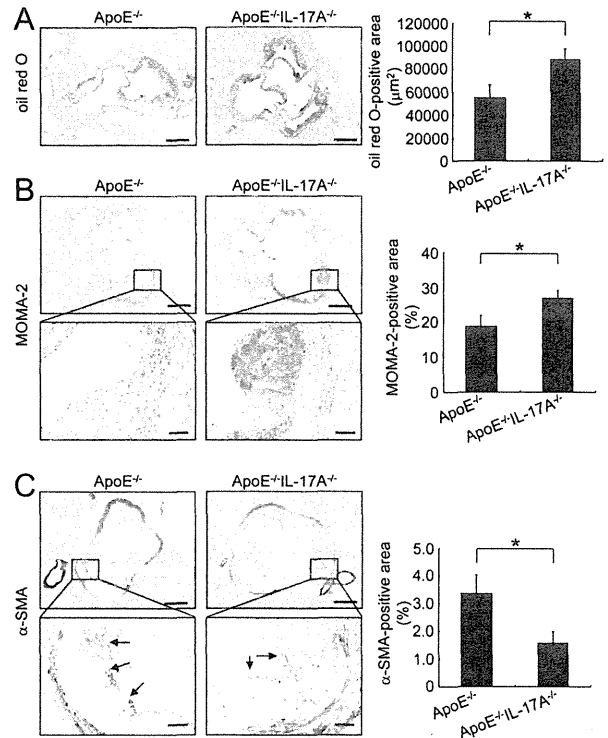 A
ApoE-/-
ApoE-/-IL-17A-/-
oil red O
oil red O-positive area
(μm²)
120000
100000
80000
60000
40000
20000
0
*
ApoE-/-
ApoE-/-IL-17A-/-
B
ApoE-/-
ApoE-/-IL-17A-/-
MOMA-2
MOMA-2-positive area
(%)
40
30
20
10
0
*
ApoE-/-
ApoE-/-IL-17A-/-
C
ApoE-/-
ApoE-/-IL-17A-/-
α-SMA
α-SMA-positive area
(%)
5.0
4.0
3.0
2.0
1.0
0
*
ApoE-/-
ApoE-/-IL-17A-/-